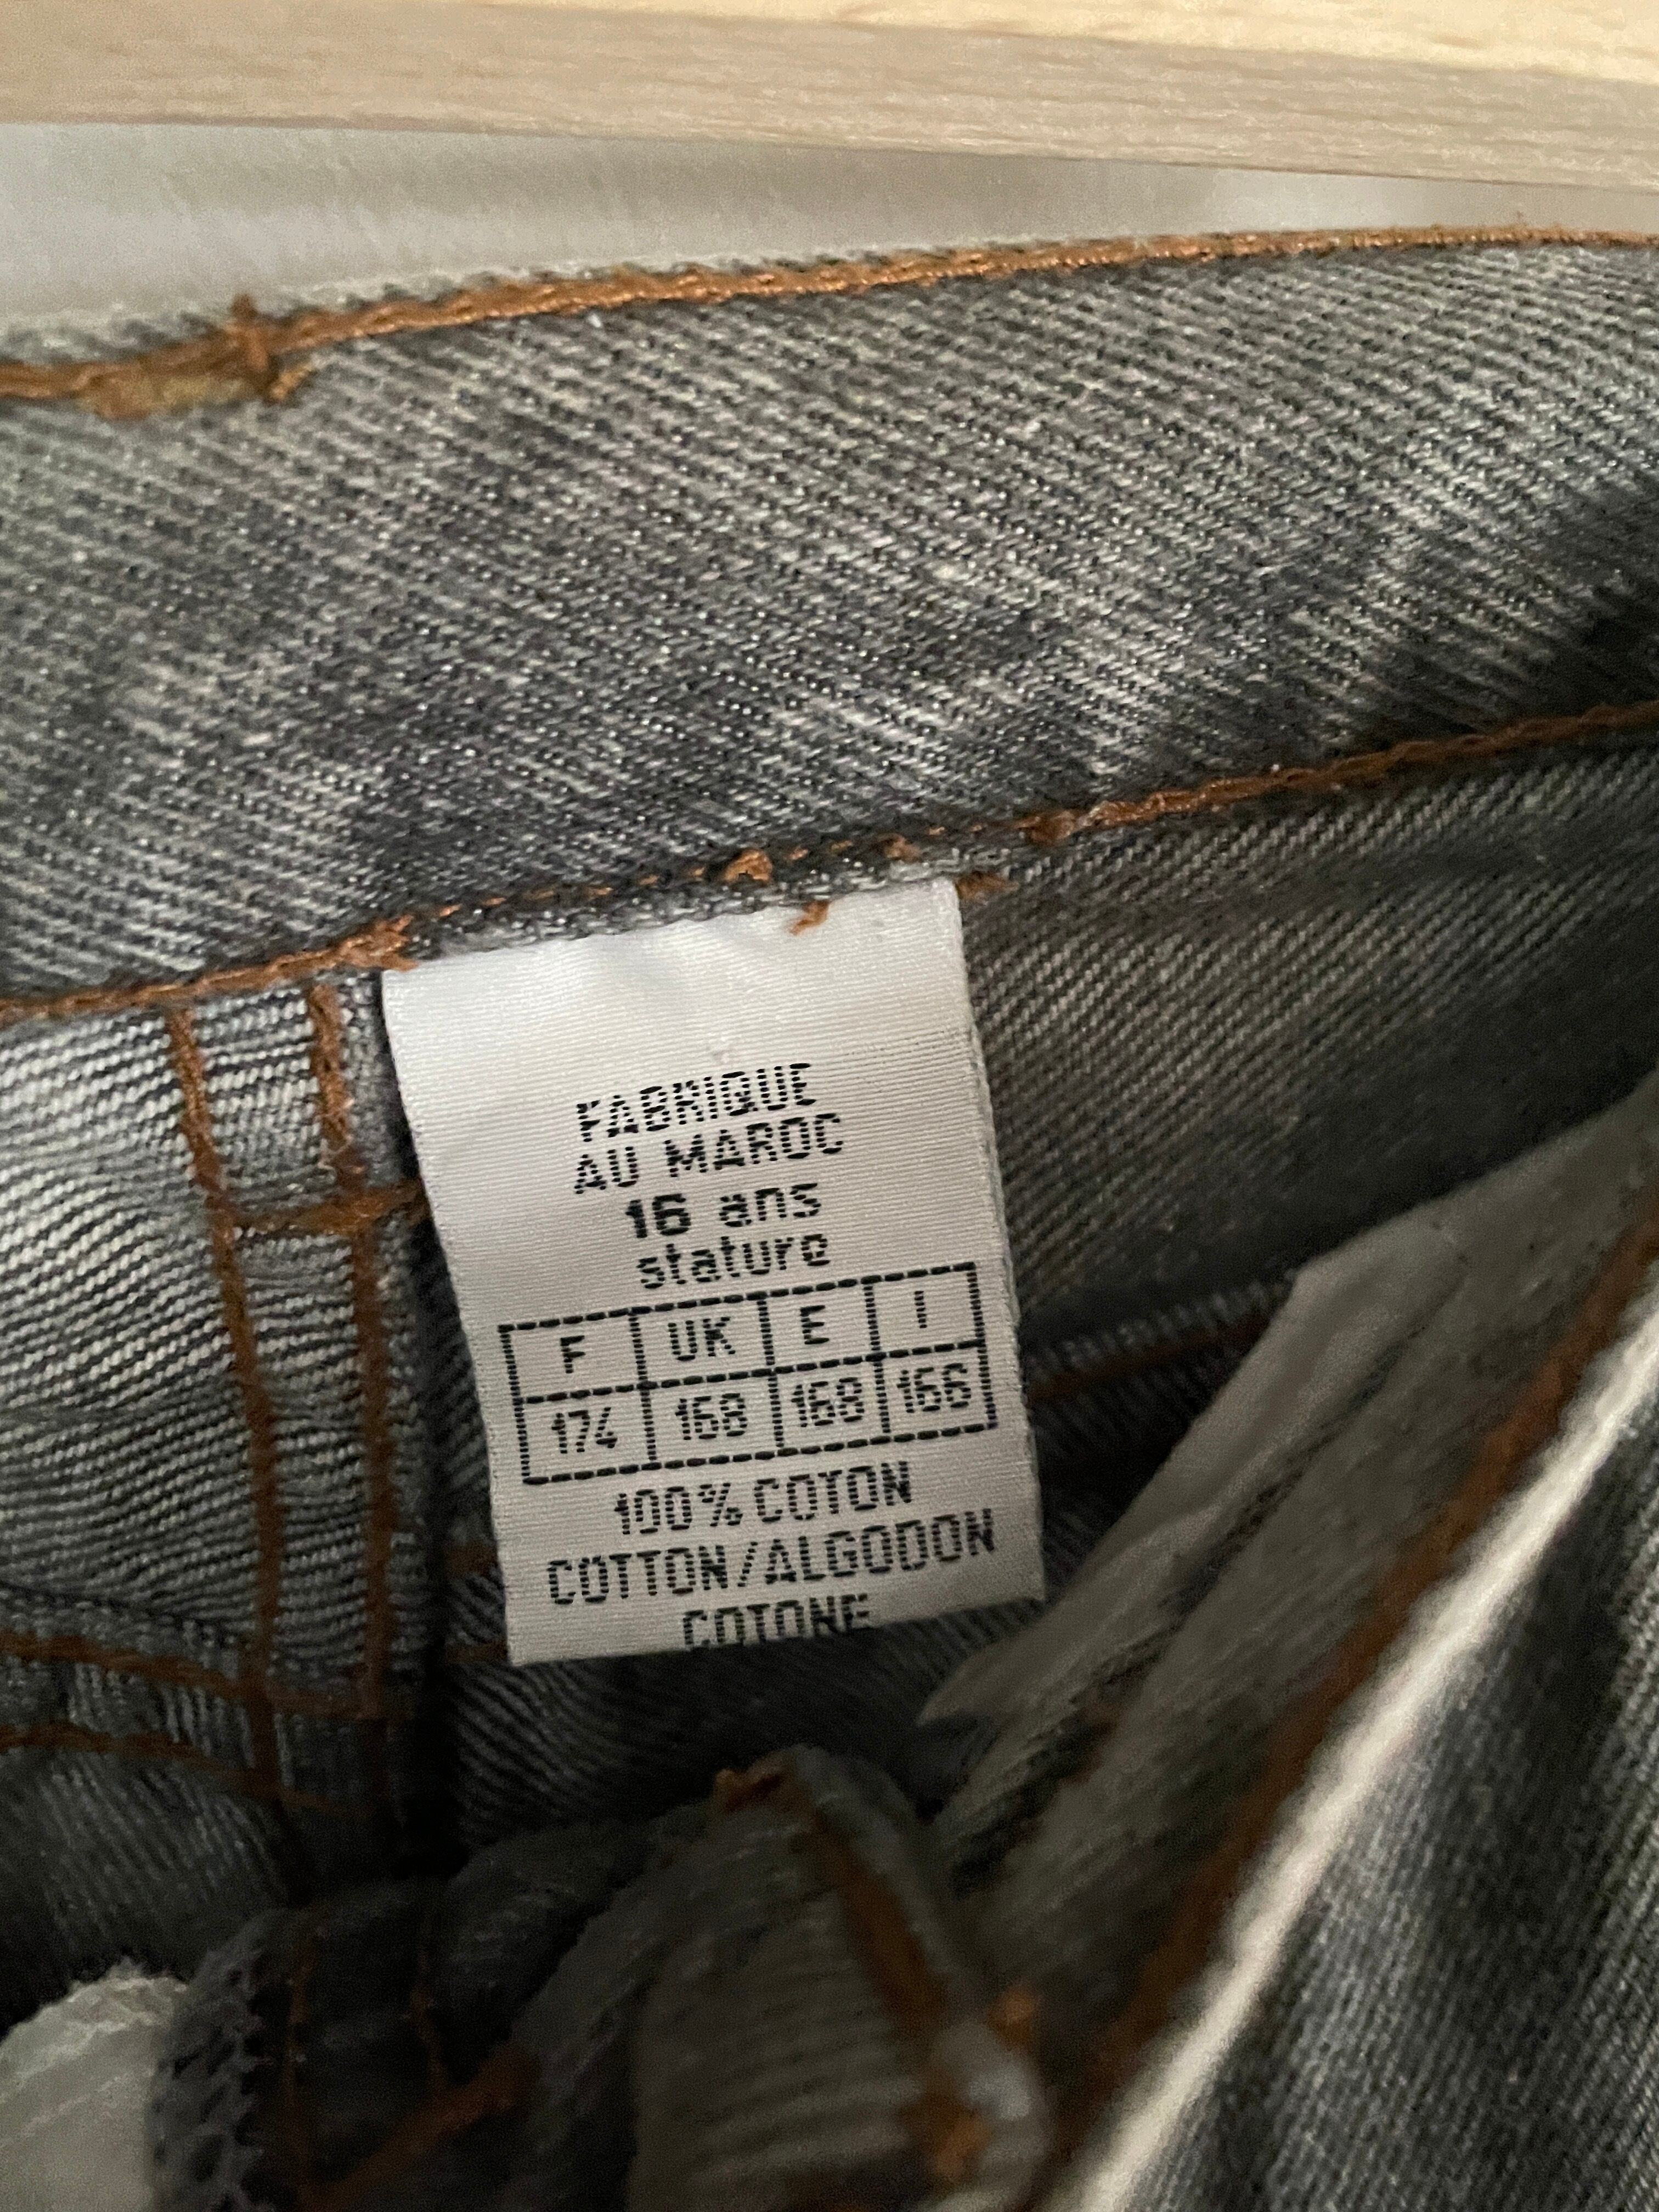 FABRIQUE
AU MAROC
16 ans
stature
F UK E I
174 168 168 166
100% COTON
COTTON/ALGODON
COTONE